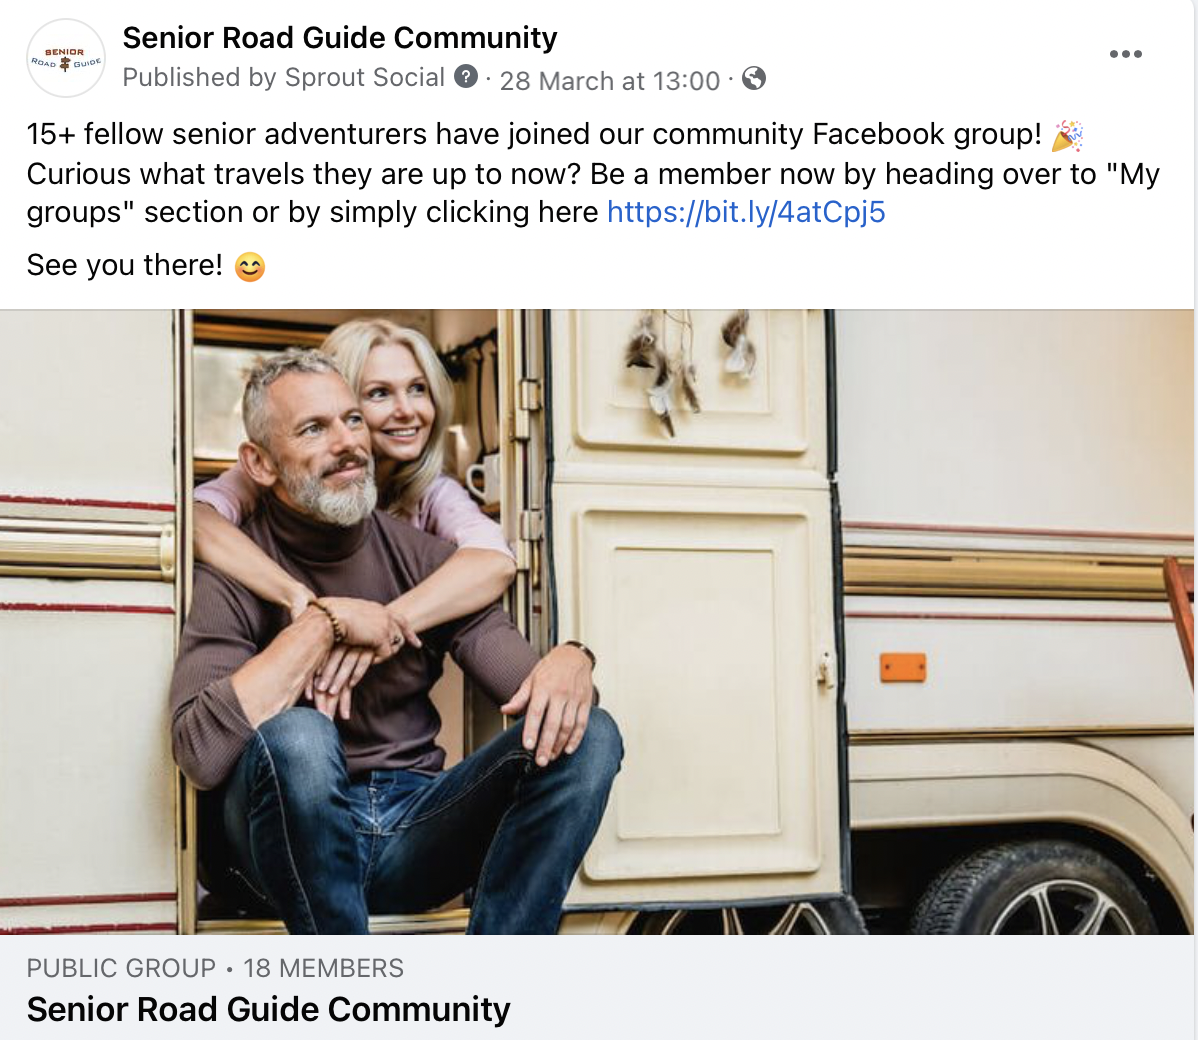 SENIOR
ROAD GUIDE
Senior Road Guide Community
Published by Sprout Social ? · 28 March at 13:00 ·
15+ fellow senior adventurers have joined our community Facebook group! 🎉
Curious what travels they are up to now? Be a member now by heading over to "My
groups" section or by simply clicking here https://bit.ly/4atCpj5
See you there! 😊
PUBLIC GROUP • 18 MEMBERS
Senior Road Guide Community